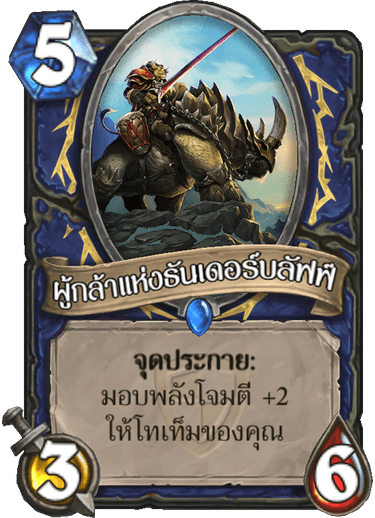 5
ผู้กล้าแห่งธันเดอร์บลัฟฟ์
จุดประกาย:
มอบพลังโจมตี +2
ให้โทเท็มของคุณ
3
6